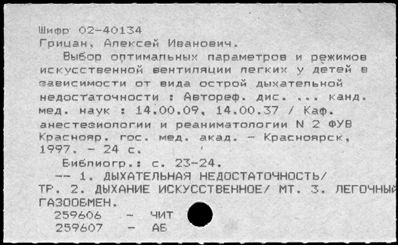 Шифр 02-40134
Грицан, Алексей Иванович.
Выбор оптимальных параметров и режимов
искусственной вентиляции легких у детей в
зависимости от вида острой дыхательной
недостаточности : Автореф. дис. ... канд.
мед. наук : 14.00.09, 14.00.37 / Каф.
анестезиологии и реаниматологии N 2 ФУВ
Краснояр. гос. мед. акад. - Красноярск,
1997. - 24 с.
Библиогр.: с. 23-24.
-- 1. ДЫХАТЕЛЬНАЯ НЕДОСТАТОЧНОСТЬ/
ТР. 2. ДЫХАНИЕ ИСКУССТВЕННОЕ/ МТ. 3. ЛЕГОЧНЫЙ
ГАЗООБМЕН.
259606 - ЧИТ
259607 - АБ